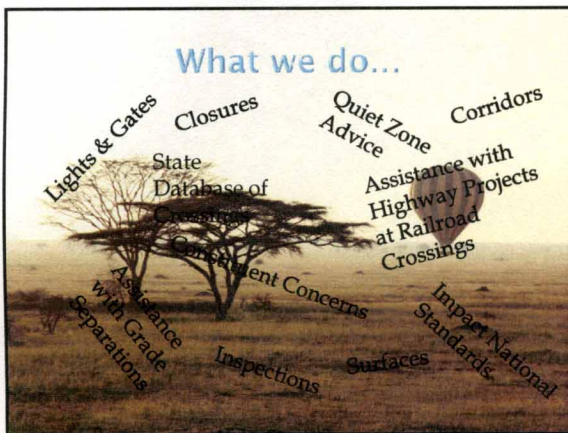 What we do...
Lights & Gates
Closures
Quiet Zone
Advice
Corridors
State
Database of
Crossings
Assistance with
Highway Projects
at Railroad
Crossings
Constituent Concerns
Assistance
with Grade
Separations
Inspections
Surfaces
Impact National
Standards